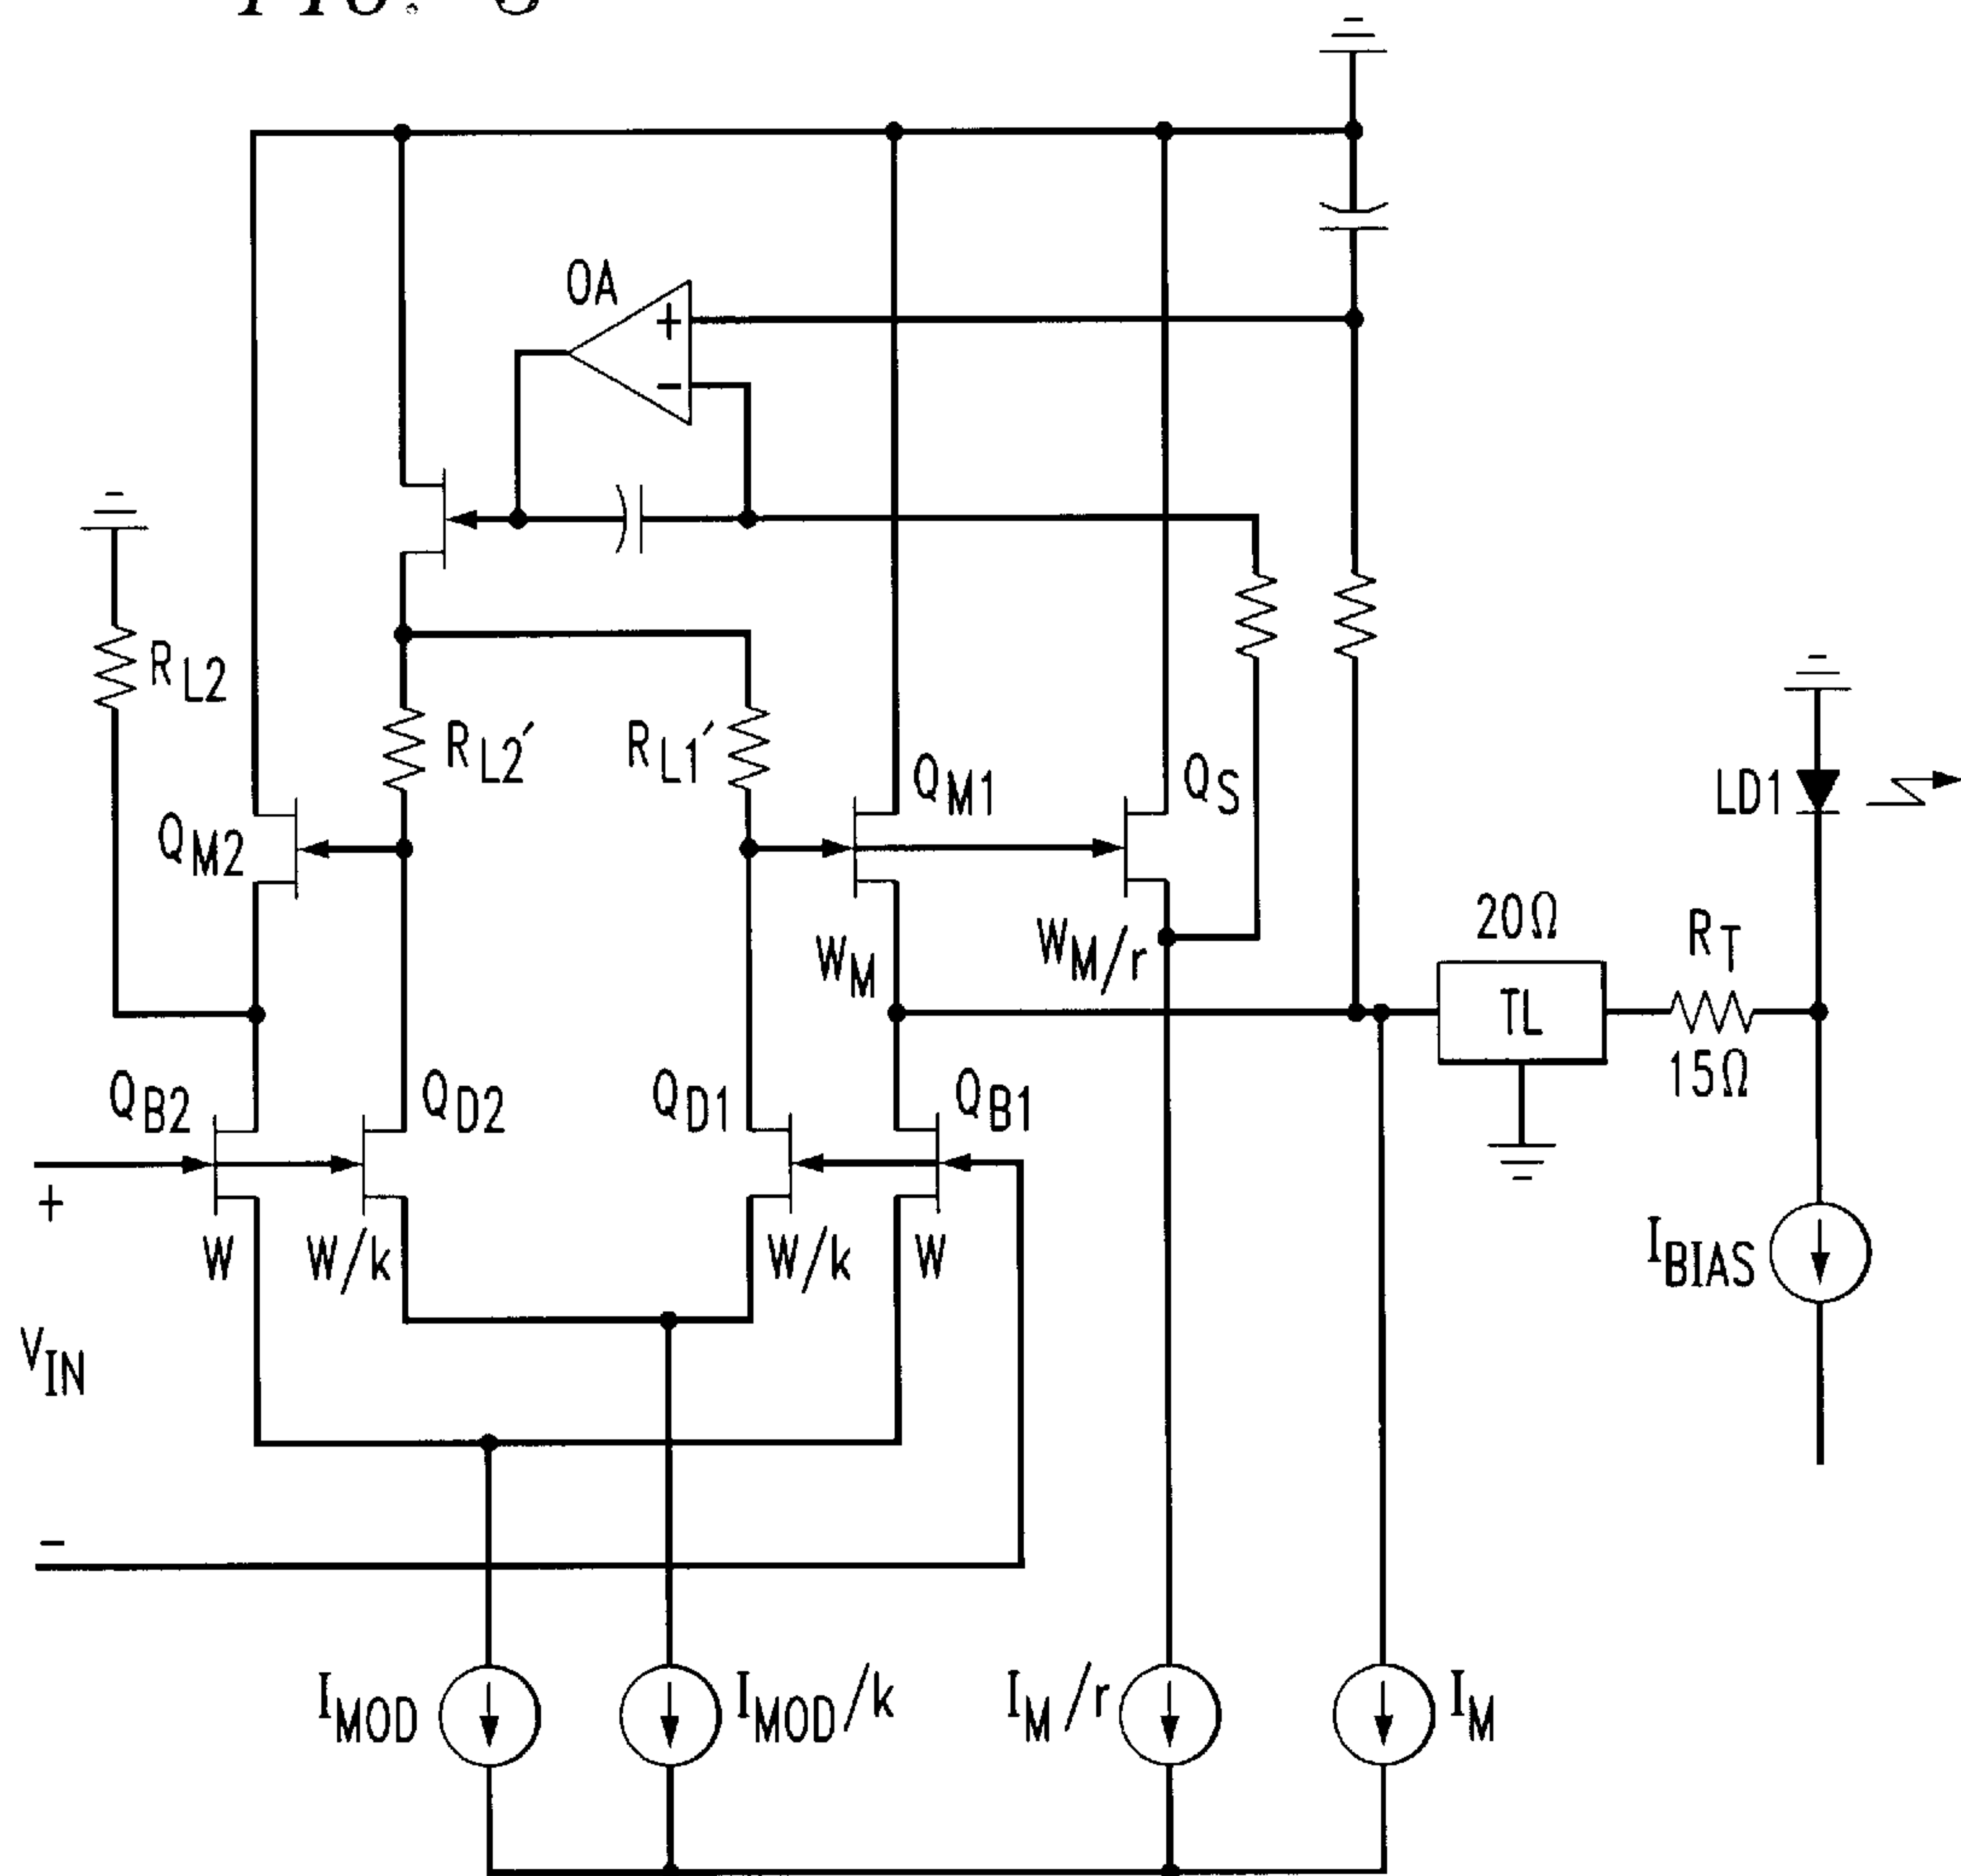 FIG.
OA
+
-
R_L2
R_L2′
R_L1′
Q_M1
Q_S
LD1
Q_M2
20Ω
R_T
W_M
W_M/r
TL
15Ω
Q_B2
Q_D2
Q_D1
Q_B1
+
W
W/k
W/k
W
I_BIAS
V_IN
-
I_MOD
I_MOD/k
I_M/r
I_M